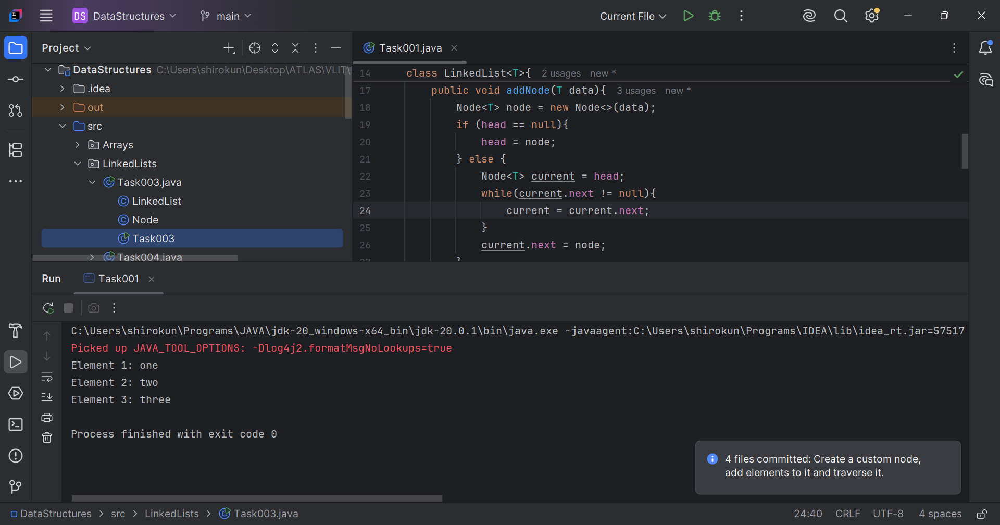 DS DataStructures main Current File
Project
DataStructures C:\Users\shirokun\Desktop\ATLAS\VLIT\
.idea
out
src
Arrays
LinkedLists
Task003.java
LinkedList
Node
Task003
Task004.java
Task001.java
14 class LinkedList<T>{ 2 usages new *
17 public void addNode(T data){ 3 usages new *
18 Node<T> node = new Node<>(data);
19 if (head == null){
20 head = node;
21 } else {
22 Node<T> current = head;
23 while(current.next != null){
24 current = current.next;
25 }
26 current.next = node;
27 }
Run Task001
C:\Users\shirokun\Programs\JAVA\jdk-20_windows-x64_bin\jdk-20.0.1\bin\java.exe -javaagent:C:\Users\shirokun\Programs\IDEA\lib\idea_rt.jar=57517
Picked up JAVA_TOOL_OPTIONS: -Dlog4j2.formatMsgNoLookups=true
Element 1: one
Element 2: two
Element 3: three
Process finished with exit code 0
4 files committed: Create a custom node,
add elements to it and traverse it.
DataStructures > src > LinkedLists > Task003.java 24:40 CRLF UTF-8 4 spaces